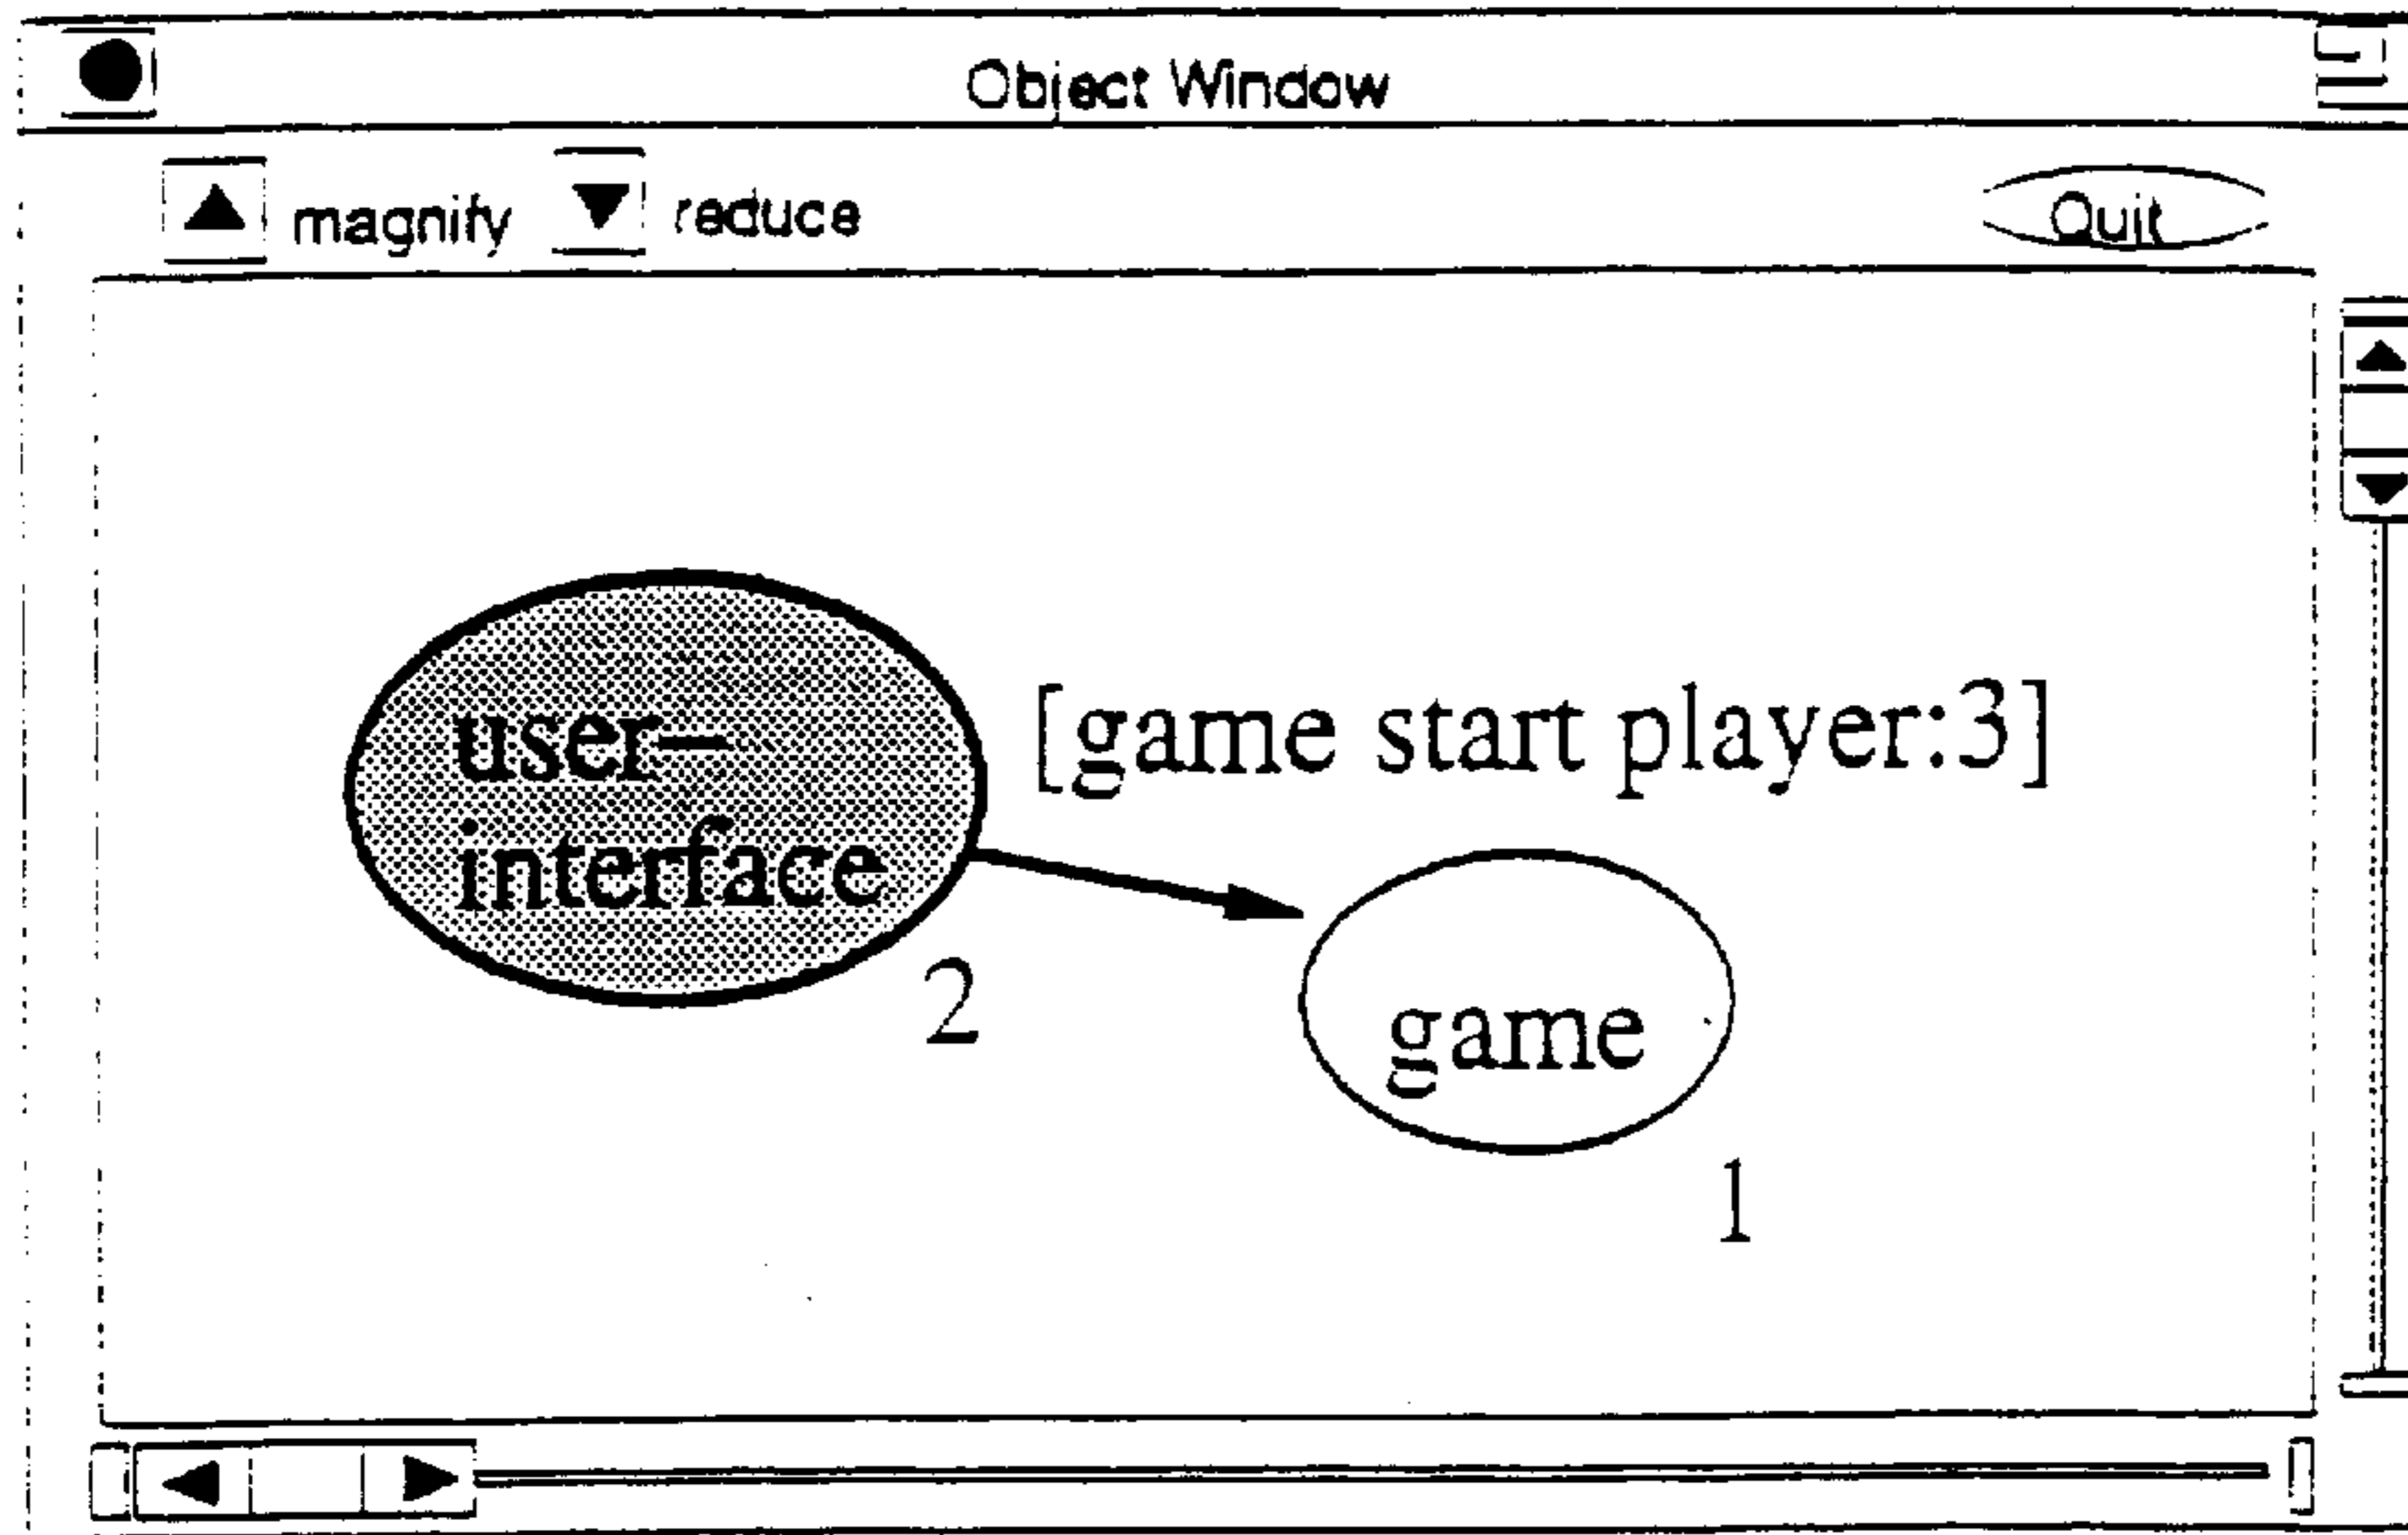 Object Window
magnify reduce Quit
user–
interface
[game start player:3]
2
game
1